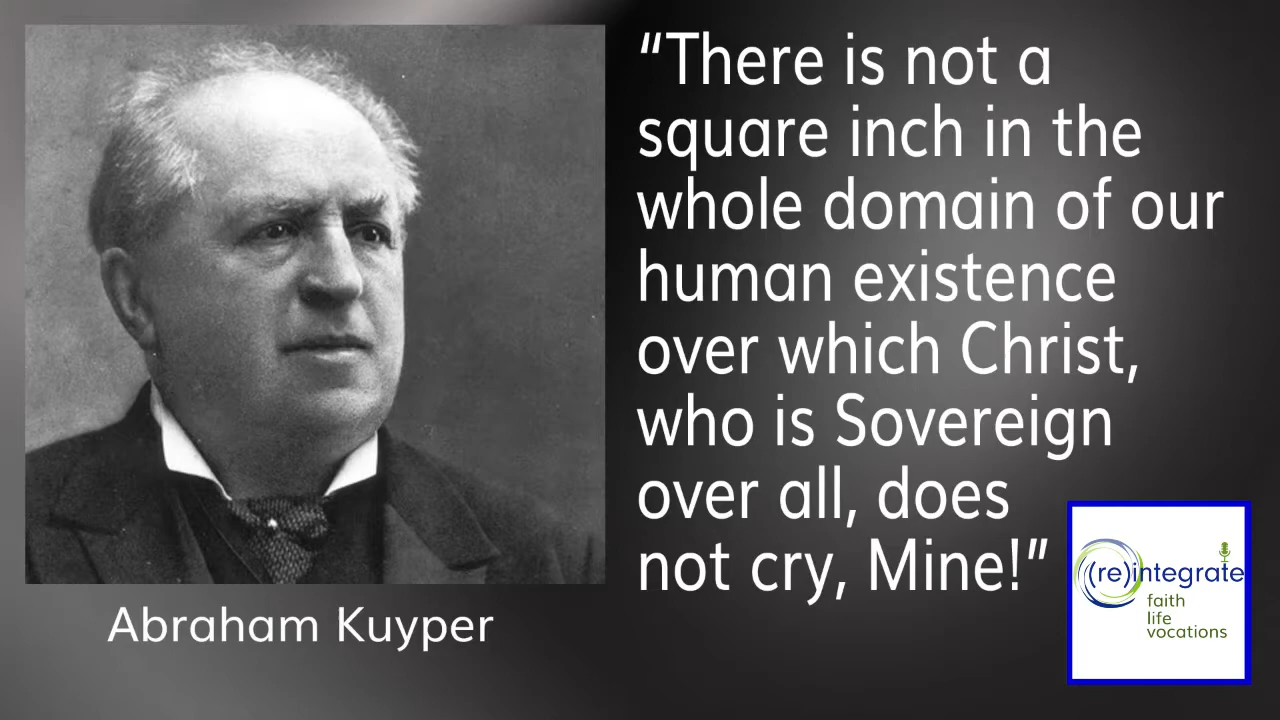 “There is not a
square inch in the
whole domain of our
human existence
over which Christ,
who is Sovereign
over all, does
not cry, Mine!”
Abraham Kuyper
(re)integrate
faith
life
vocations